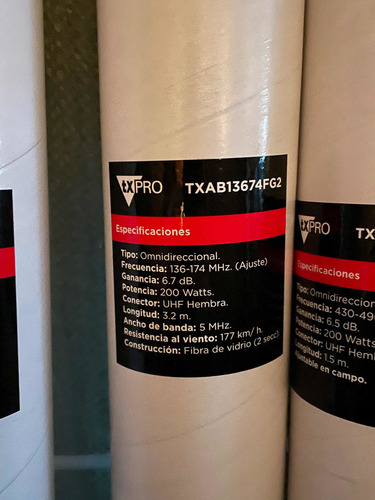 txPRO TXAB13674FG2
Especificaciones
Tipo: Omnidireccional.
Frecuencia: 136-174 MHz. (Ajuste)
Ganancia: 6.7 dB.
Potencia: 200 Watts.
Conector: UHF Hembra.
Longitud: 3.2 m.
Ancho de banda: 5 MHz.
Resistencia al viento: 177 km/ h.
Construcción: Fibra de vidrio (2 secc)
txPRO TX
Especificaciones
Tipo: Omnidireccion
Frecuencia: 430-49
Ganancia: 6.5 dB.
Potencia: 200 Watts
Conector: UHF Hemb
Longitud: 1.5 m.
Ajustable en campo.